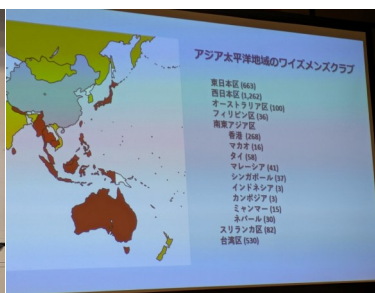 アジア太平洋地域のワイズメンズクラブ
東日本区 (663)
西日本区 (1,262)
オーストラリア区 (100)
フィリピン区 (36)
南東アジア区
香港 (268)
マカオ (16)
タイ (58)
マレーシア (41)
シンガポール (37)
インドネシア (3)
カンボジア (3)
ミャンマー (15)
ネパール (30)
スリランカ区 (82)
台湾区 (530)